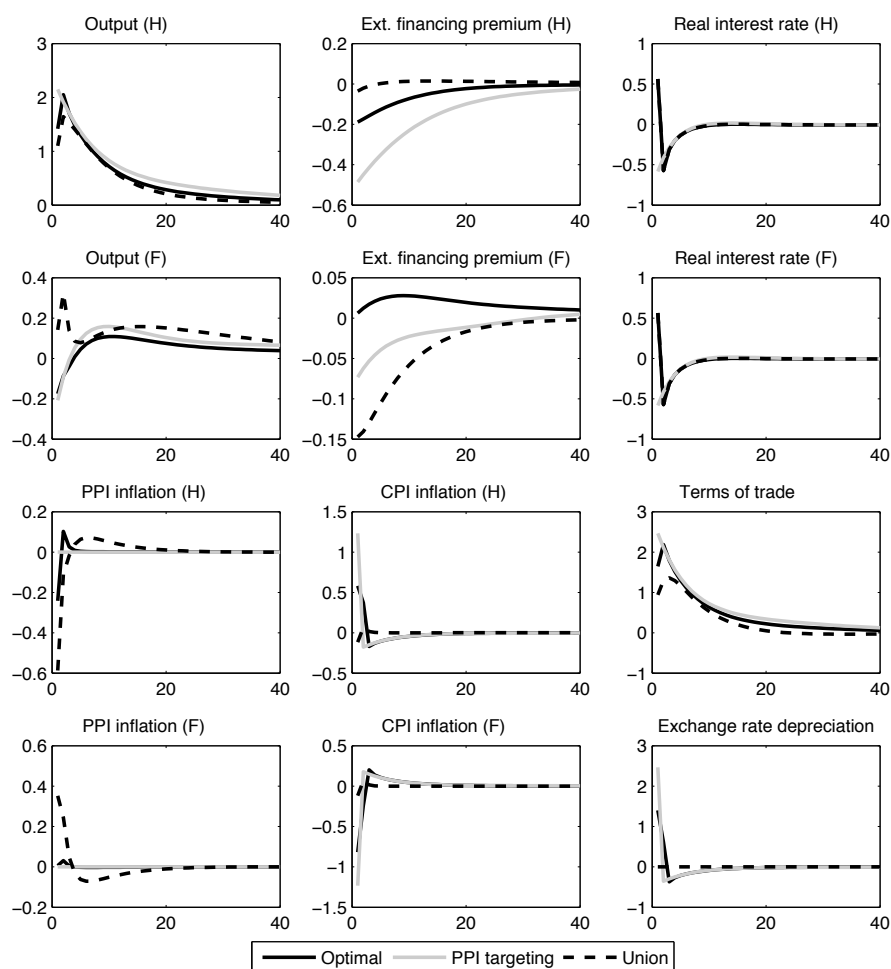 Output (H)
Ext. financing premium (H)
Real interest rate (H)
3
2
1
0
0 20 40
0.2
0
−0.2
−0.4
−0.6
0 20 40
1
0.5
0
−0.5
−1
0 20 40
Output (F)
Ext. financing premium (F)
Real interest rate (F)
0.4
0.2
0
−0.2
−0.4
0 20 40
0.05
0
−0.05
−0.1
−0.15
0 20 40
1
0.5
0
−0.5
−1
0 20 40
PPI inflation (H)
CPI inflation (H)
Terms of trade
0.2
0
−0.2
−0.4
−0.6
0 20 40
1.5
1
0.5
0
−0.5
0 20 40
3
2
1
0
−1
0 20 40
PPI inflation (F)
CPI inflation (F)
Exchange rate depreciation
0.6
0.4
0.2
0
−0.2
0 20 40
0.5
0
−0.5
−1
−1.5
0 20 40
3
2
1
0
−1
0 20 40
Optimal PPI targeting Union